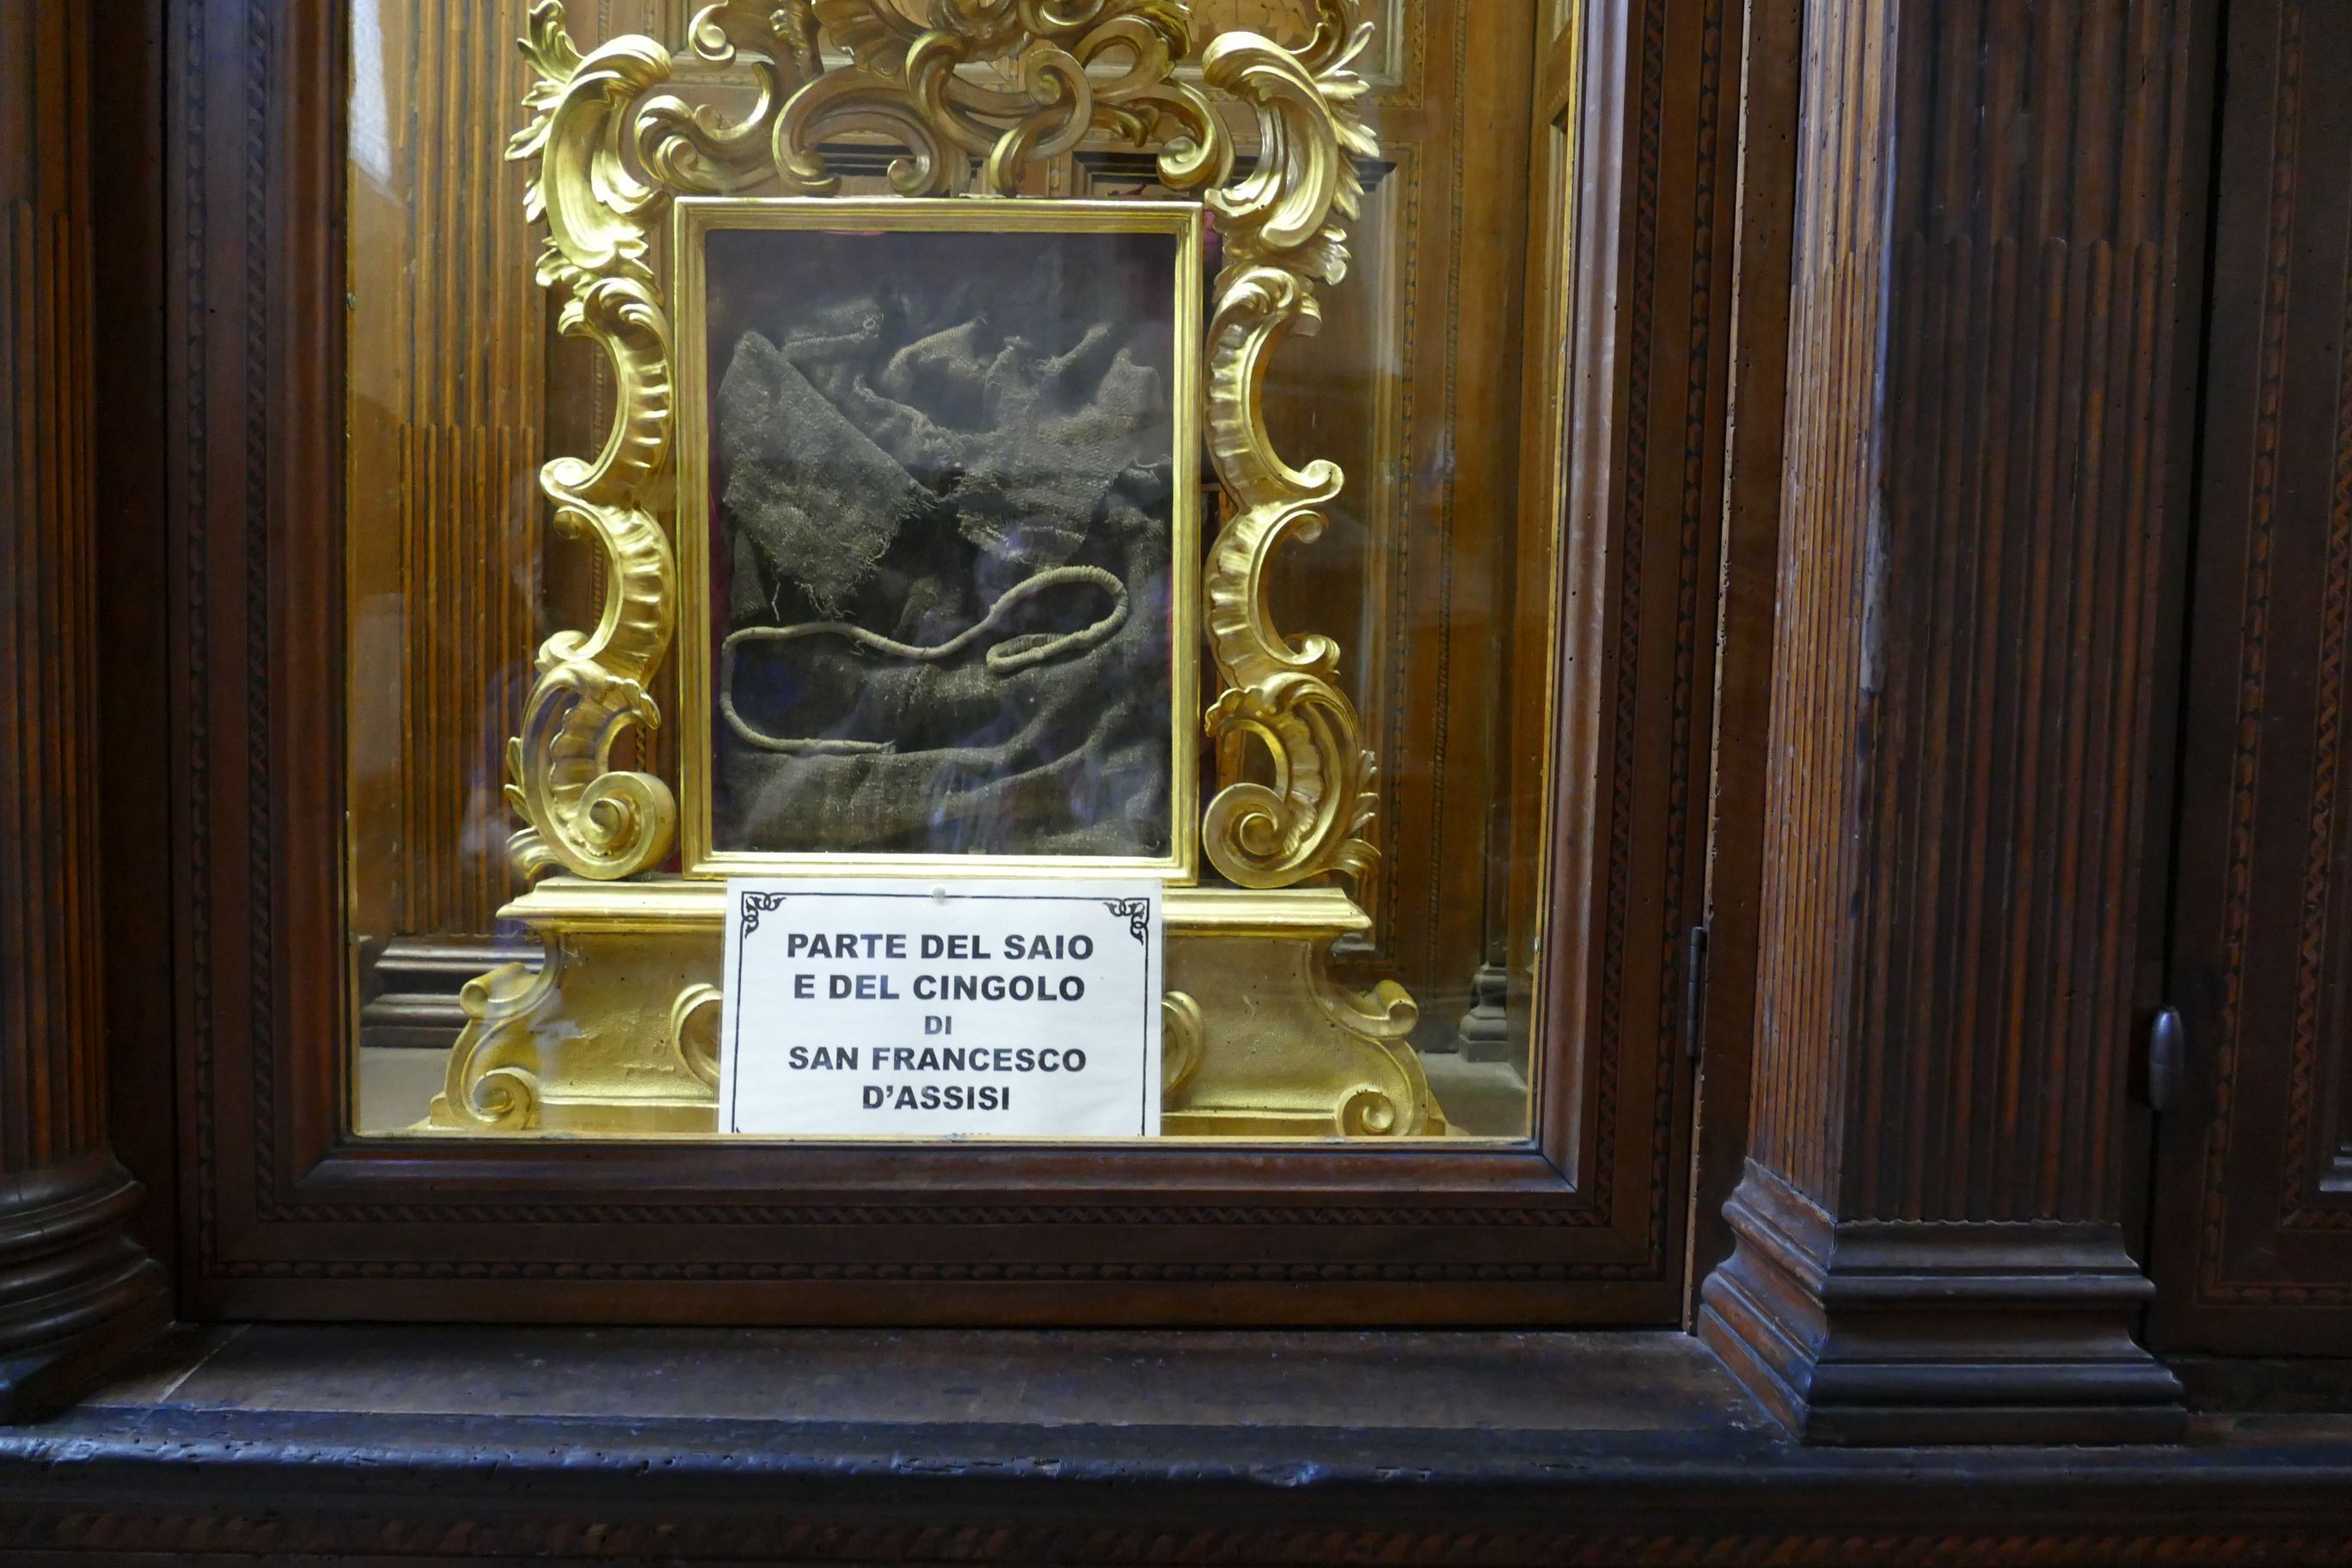 PARTE DEL SAIO
E DEL CINGOLO
DI
SAN FRANCESCO
D'ASSISI